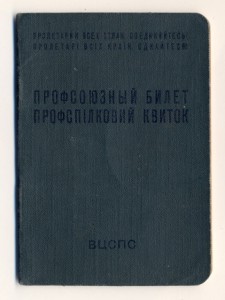 ПРОЛЕТАРИИ ВСЕХ СТРАН, СОЕДИНЯЙТЕСЬ!
ПРОЛЕТАРІ ВСІХ КРАЇН, ЄДНАЙТЕСЯ!
ПРОФСОЮЗНЫЙ БИЛЕТ
ПРОФСПІЛКОВИЙ КВИТОК
ВЦСПС